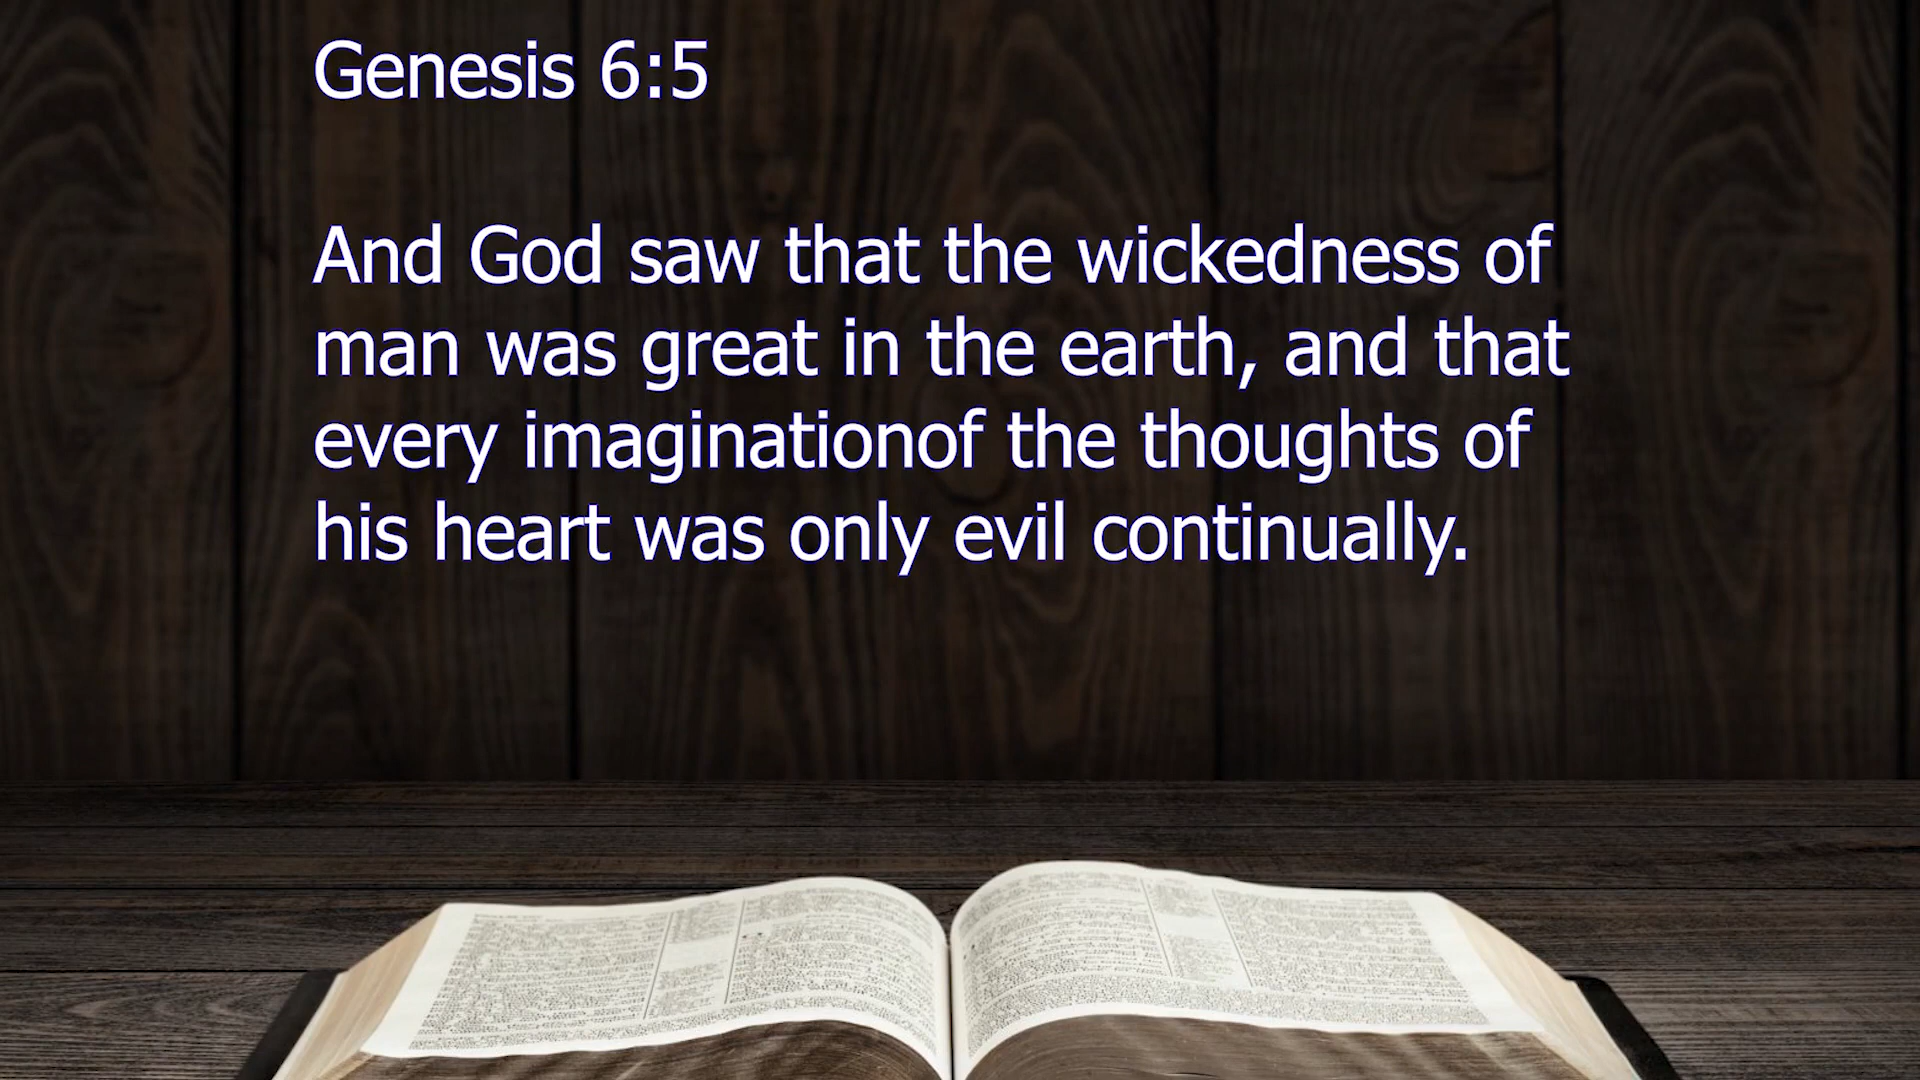 Genesis 6:5
And God saw that the wickedness of
man was great in the earth, and that
every imaginationof the thoughts of
his heart was only evil continually.